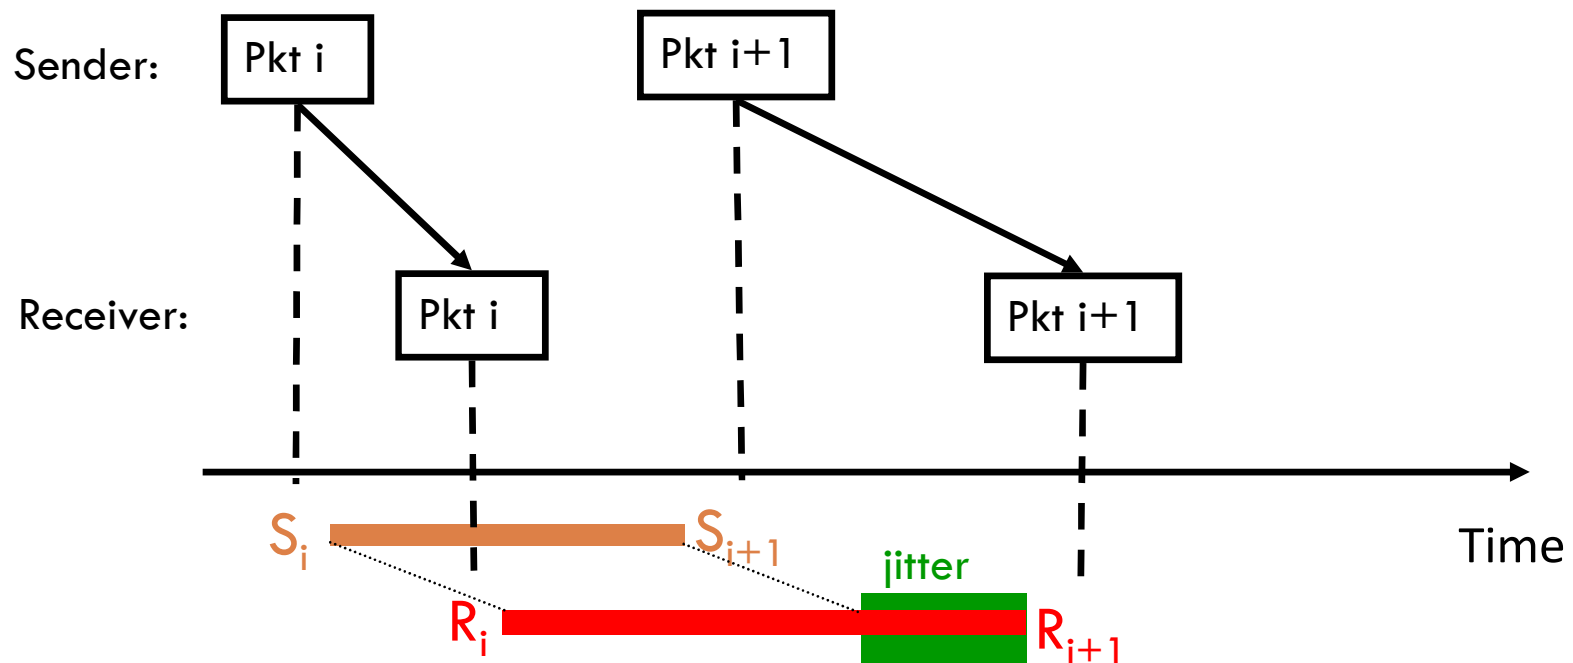 Sender:
Pkt i
Pkt i+1
Receiver:
Pkt i
Pkt i+1
Sᵢ
Sᵢ₊₁
Time
jitter
Rᵢ
Rᵢ₊₁